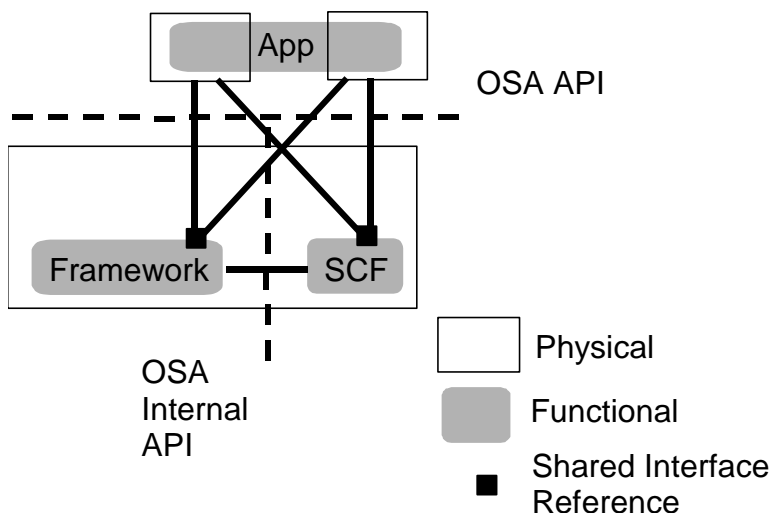 App
OSA API
Framework
SCF
OSA
Internal
API
Physical
Functional
Shared Interface
Reference